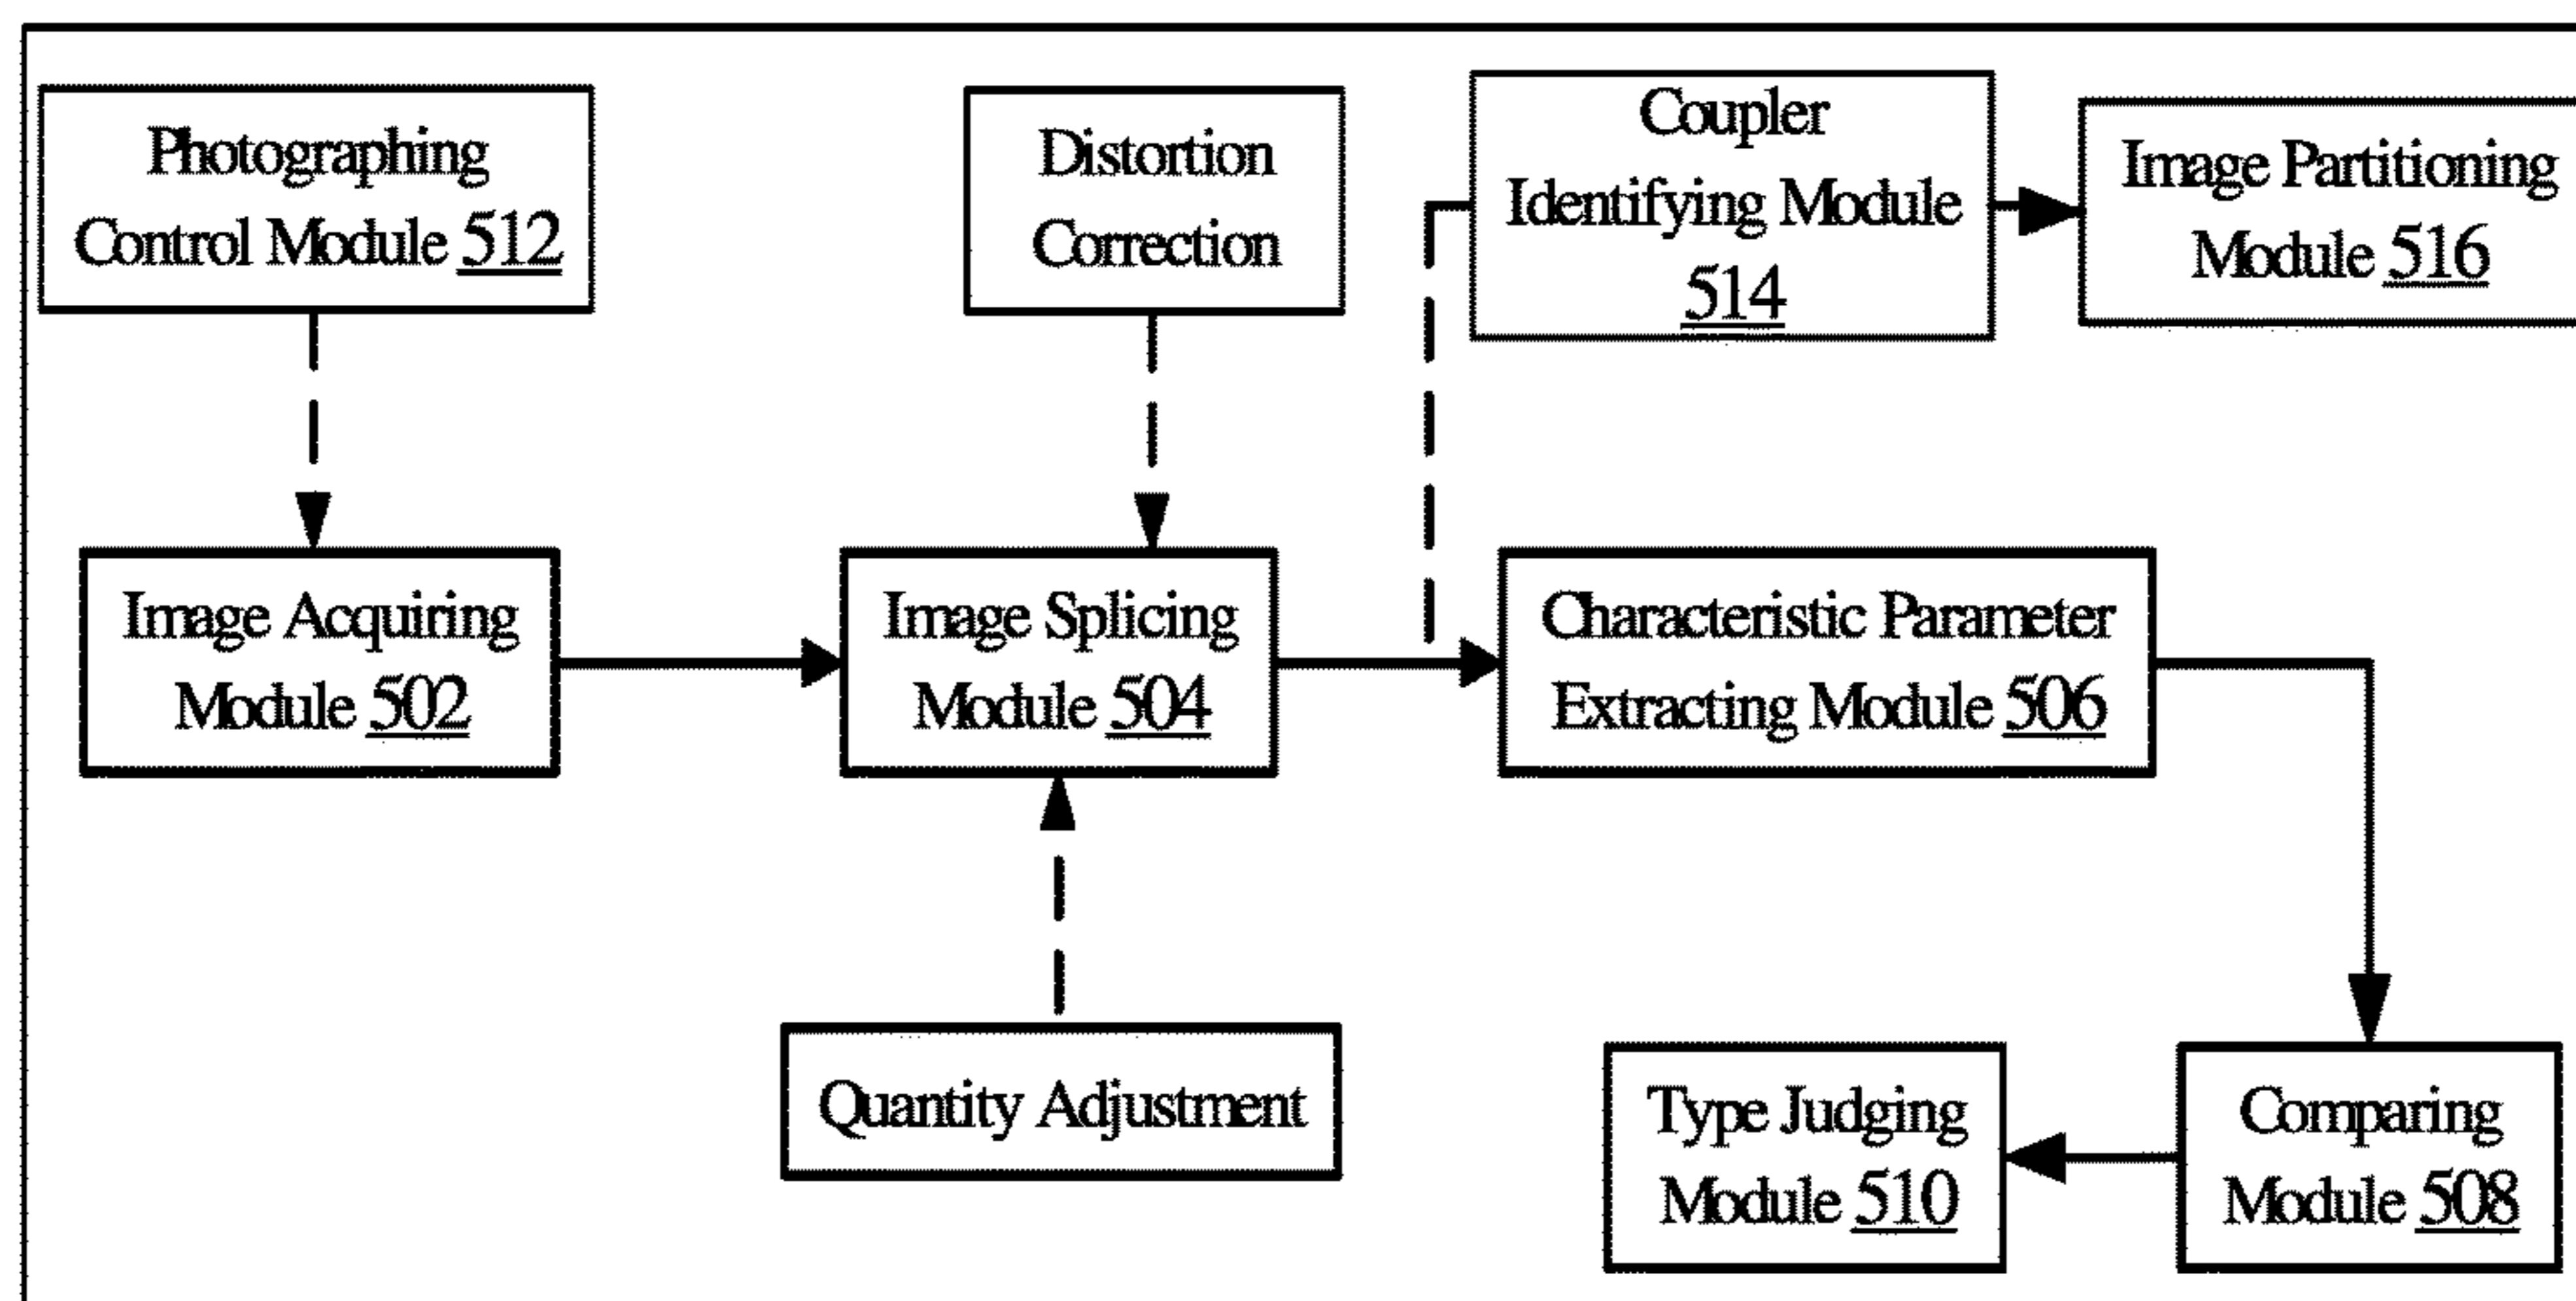 Photographing
Control Module 512
Distortion
Correction
Coupler
Identifying Module
514
Image Partitioning
Module 516
Image Acquiring
Module 502
Image Splicing
Module 504
Characteristic Parameter
Extracting Module 506
Quantity Adjustment
Type Judging
Module 510
Comparing
Module 508